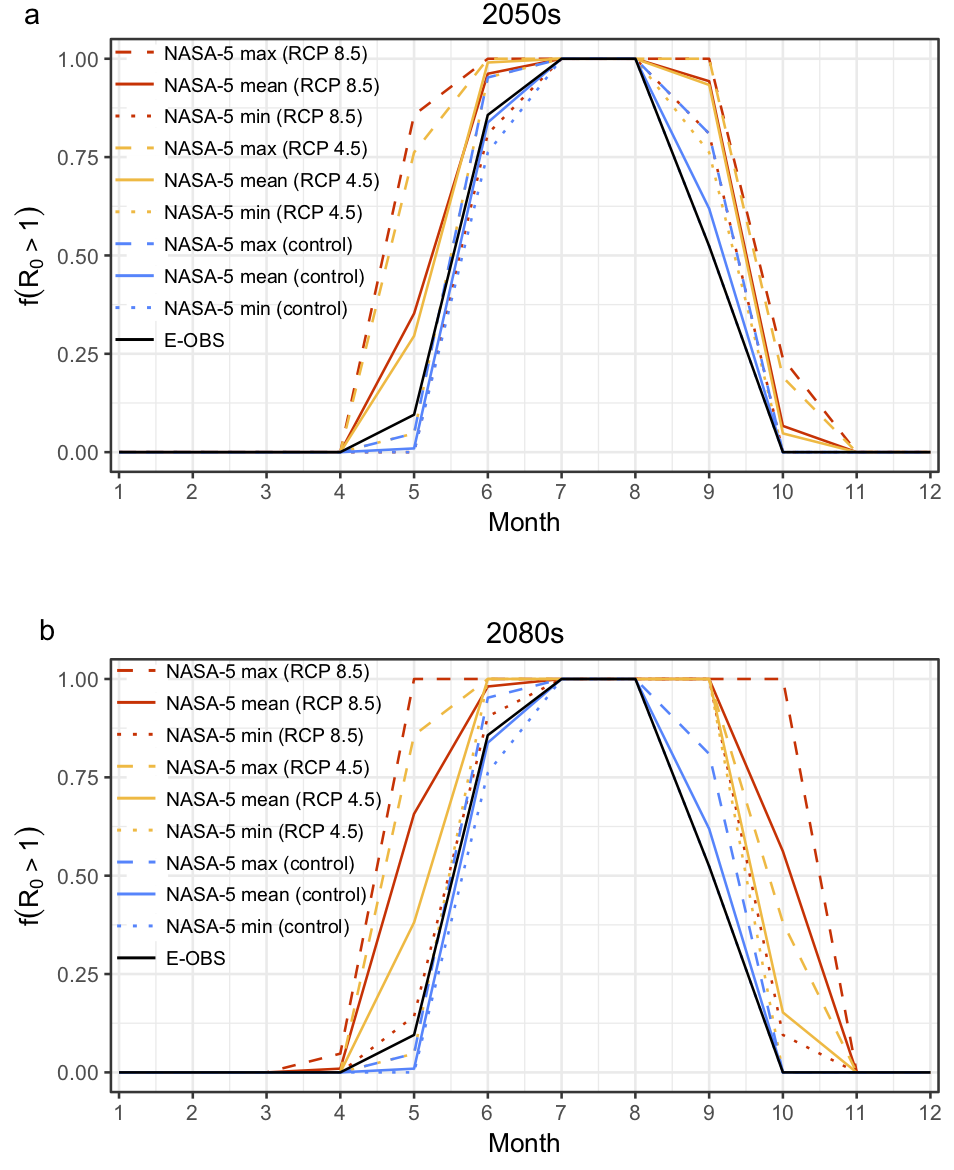 a
2050s
NASA-5 max (RCP 8.5)
NASA-5 mean (RCP 8.5)
NASA-5 min (RCP 8.5)
NASA-5 max (RCP 4.5)
NASA-5 mean (RCP 4.5)
NASA-5 min (RCP 4.5)
NASA-5 max (control)
NASA-5 mean (control)
NASA-5 min (control)
E-OBS
1.00
0.75
0.50
0.25
0.00
f(R0 > 1)
1 2 3 4 5 6 7 8 9 10 11 12
Month
b
2080s
NASA-5 max (RCP 8.5)
NASA-5 mean (RCP 8.5)
NASA-5 min (RCP 8.5)
NASA-5 max (RCP 4.5)
NASA-5 mean (RCP 4.5)
NASA-5 min (RCP 4.5)
NASA-5 max (control)
NASA-5 mean (control)
NASA-5 min (control)
E-OBS
1.00
0.75
0.50
0.25
0.00
f(R0 > 1)
1 2 3 4 5 6 7 8 9 10 11 12
Month